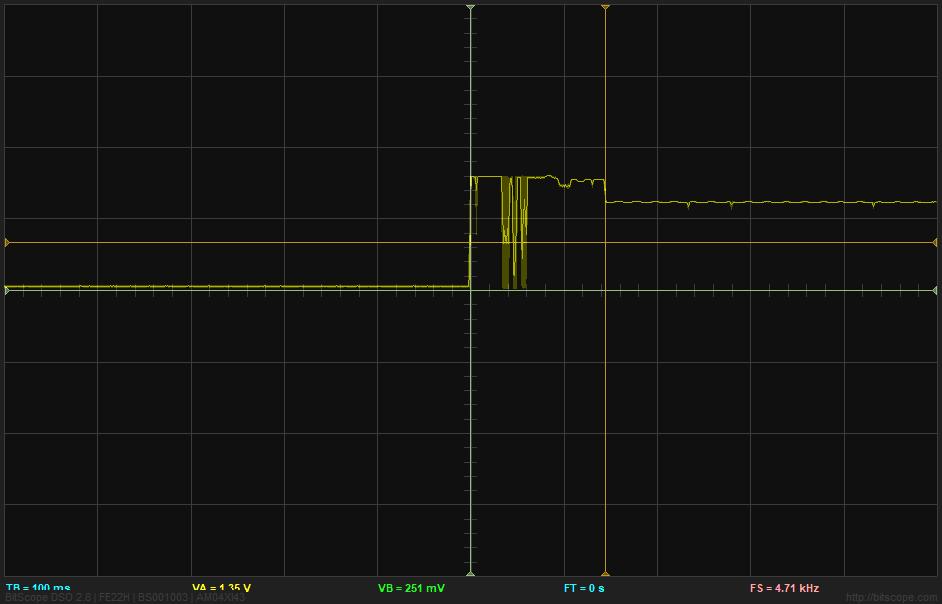 TB = 100 ms VA = 1.35 V VB = 251 mV FT = 0 s FS = 4.71 kHz
BitScope DSO 2.8 | FE22H | BS001003 | AM04XI43 http://bitscope.com